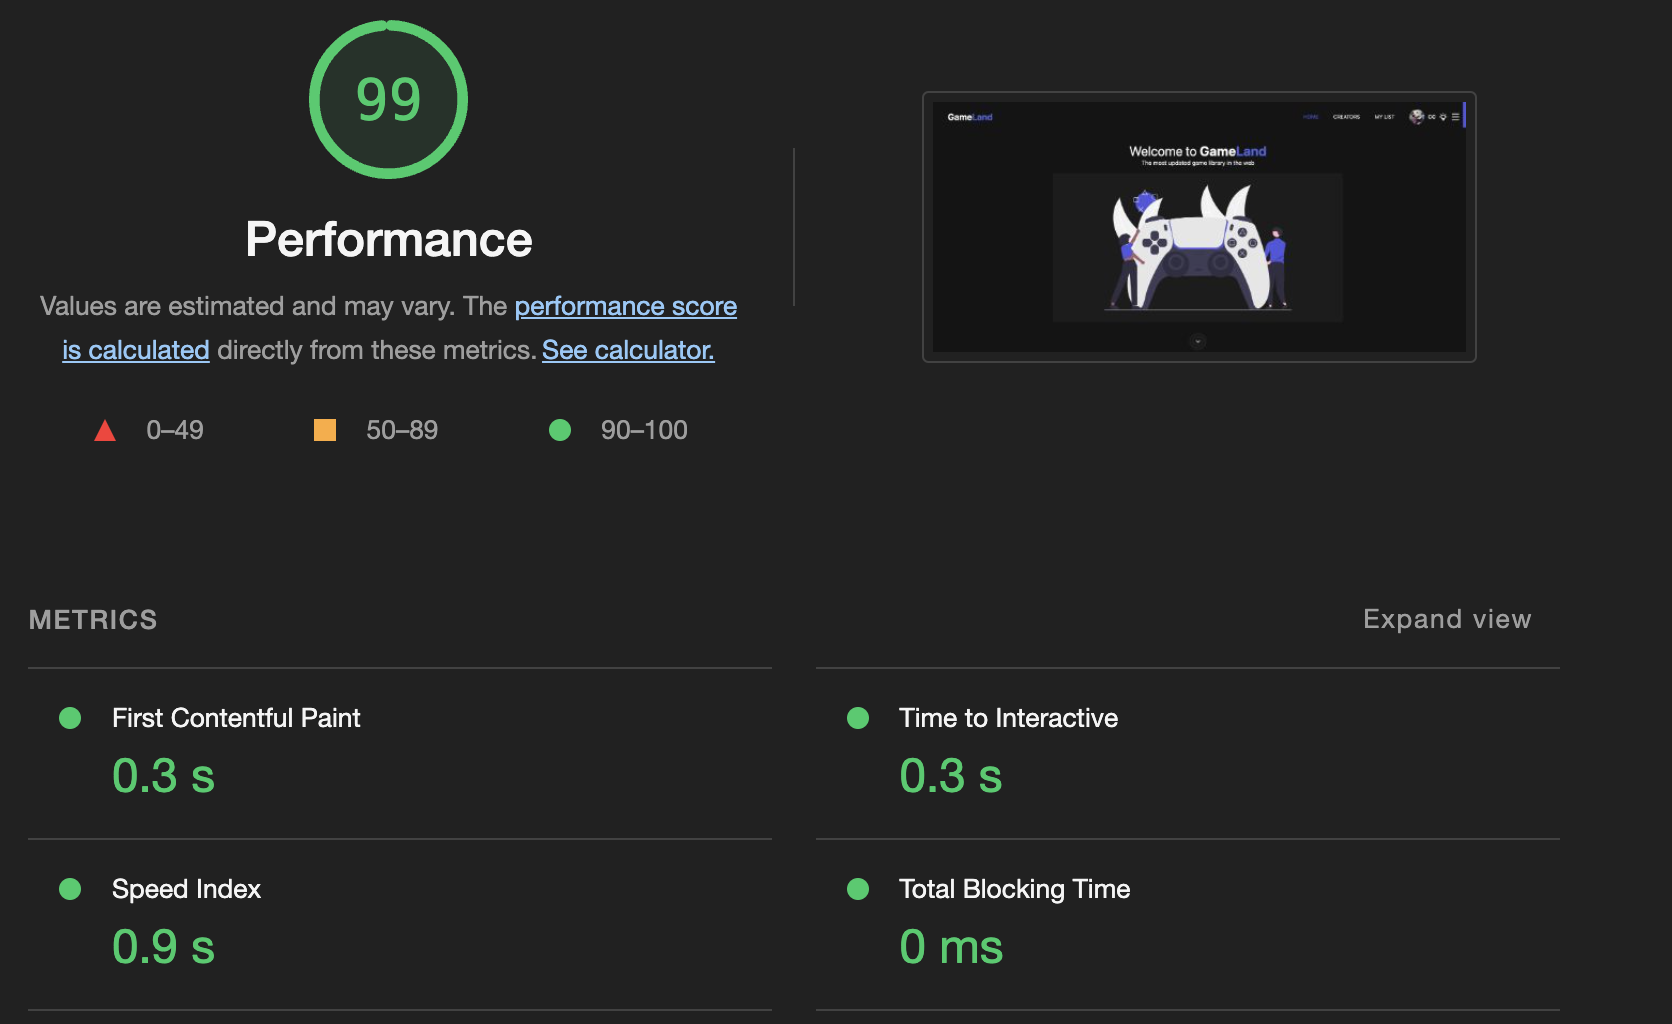 99
Performance
Values are estimated and may vary. The performance score
is calculated directly from these metrics. See calculator.
0–49
50–89
90–100
GameLand
HOME
CREATORS
MY LIST
Welcome to GameLand
The most updated game library in the web
METRICS
Expand view
First Contentful Paint
0.3 s
Time to Interactive
0.3 s
Speed Index
0.9 s
Total Blocking Time
0 ms